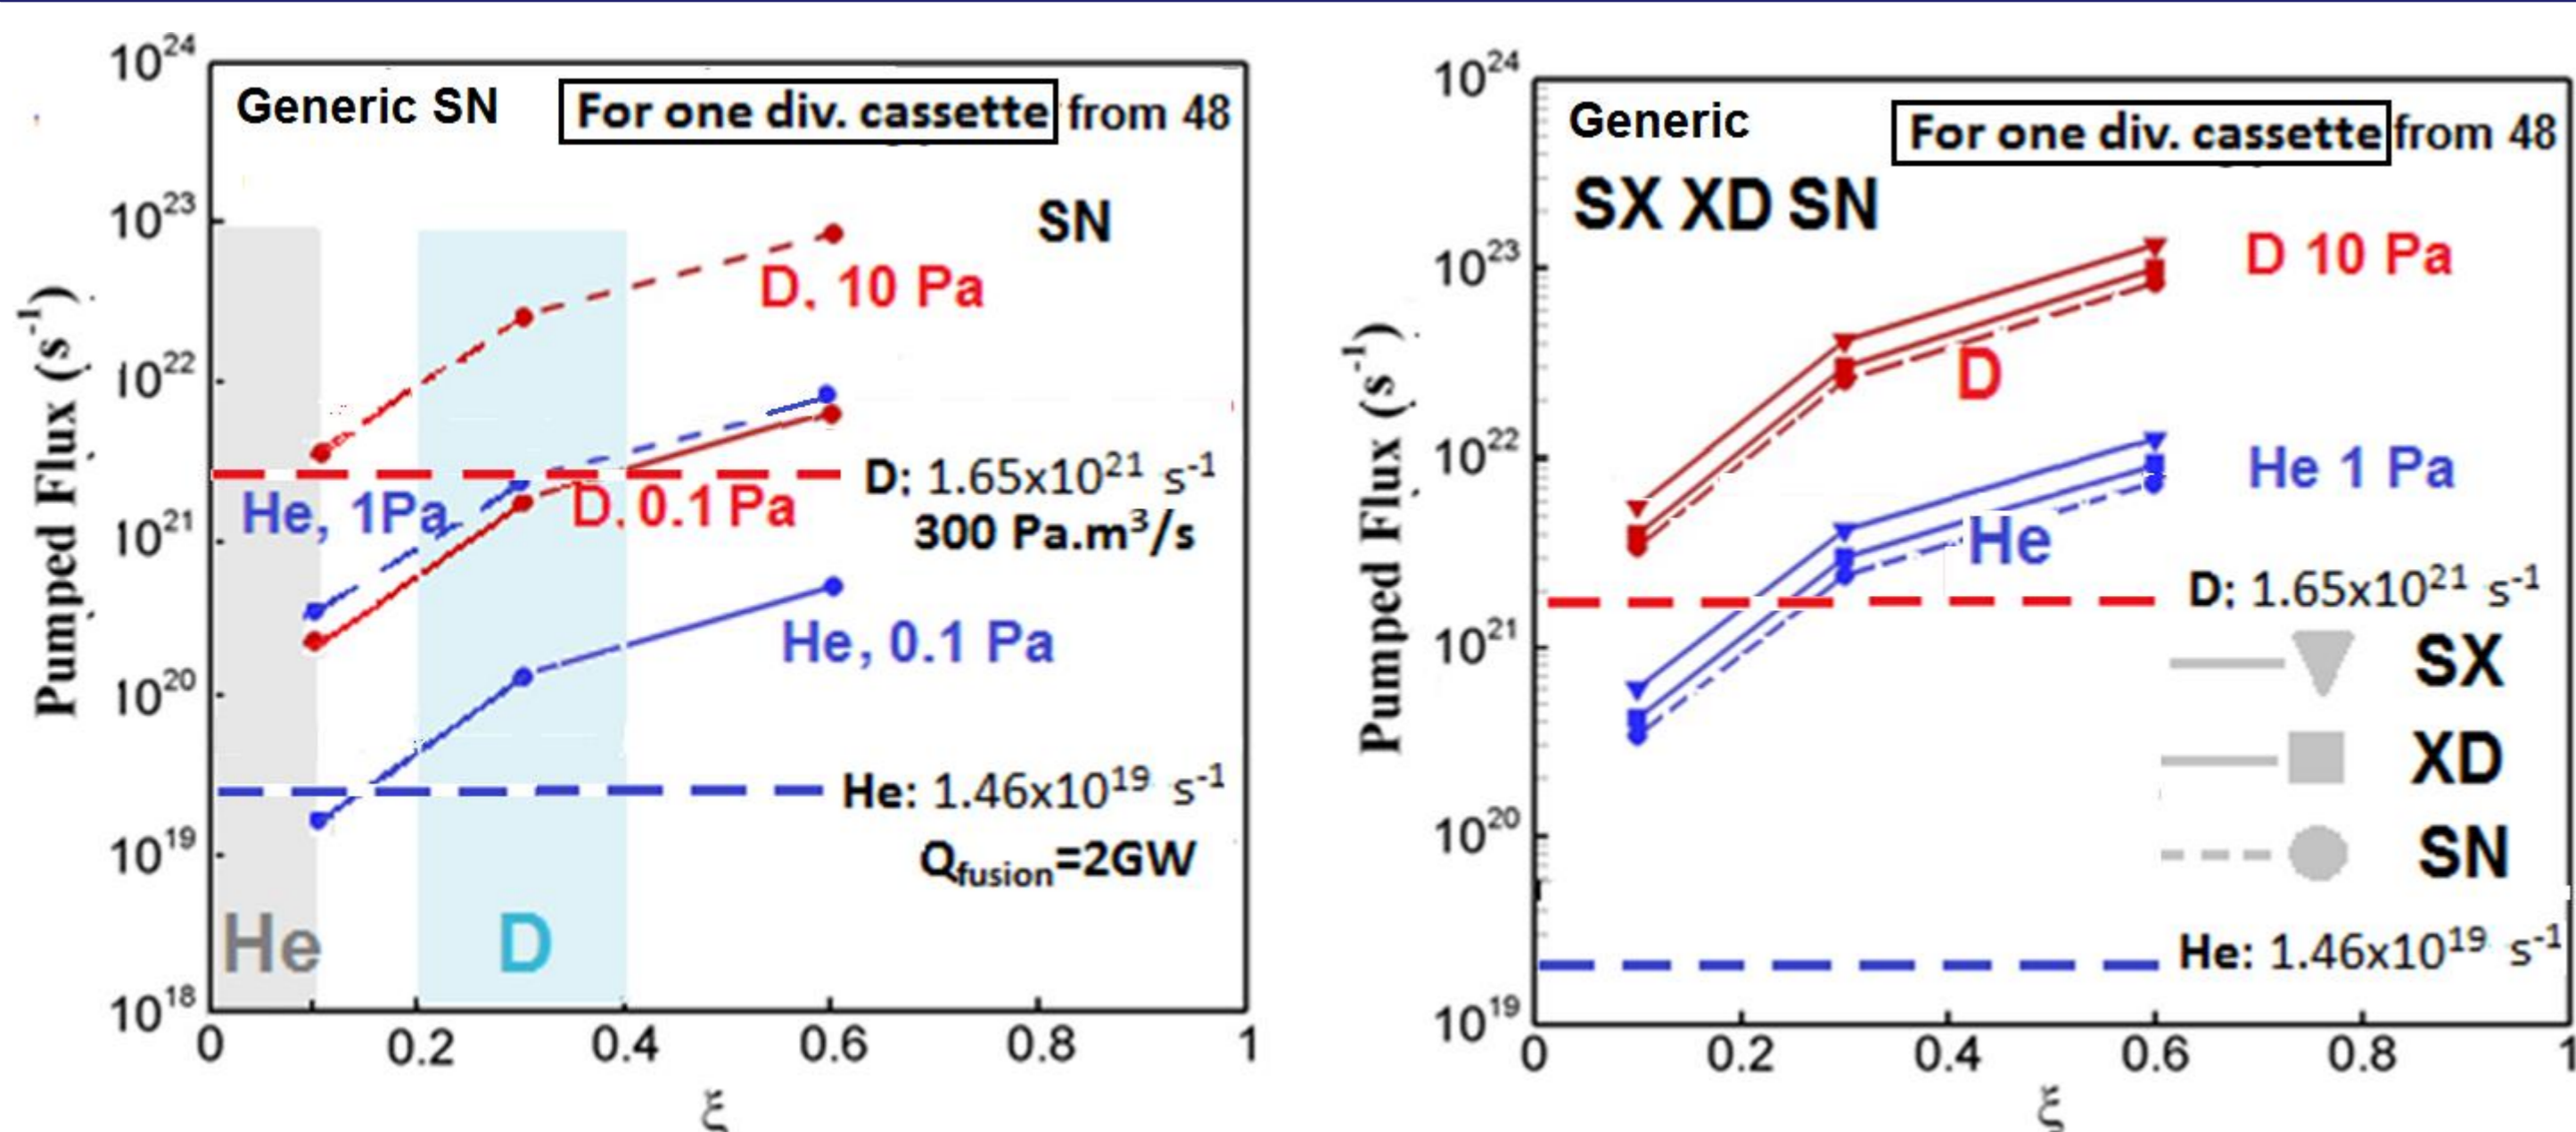 10²⁴
Generic SN For one div. cassette from 48
10²³
SN
D, 10 Pa
10²²
D: 1.65x10²¹ s⁻¹
He, 1Pa D, 0.1 Pa
10²¹
300 Pa.m³/s
He, 0.1 Pa
10²⁰
He: 1.46x10¹⁹ s⁻¹
10¹⁹
Qfusion=2GW
He D
10¹⁸
0 0.2 0.4 0.6 0.8 1
ξ
Pumped Flux (s⁻¹)
10²⁴
Generic For one div. cassette from 48
SX XD SN
10²³
D 10 Pa
D
10²²
He 1 Pa
He
D: 1.65x10²¹ s⁻¹
10²¹
SX
XD
10²⁰
SN
He: 1.46x10¹⁹ s⁻¹
10¹⁹
0 0.2 0.4 0.6 0.8 1
ξ
Pumped Flux (s⁻¹)